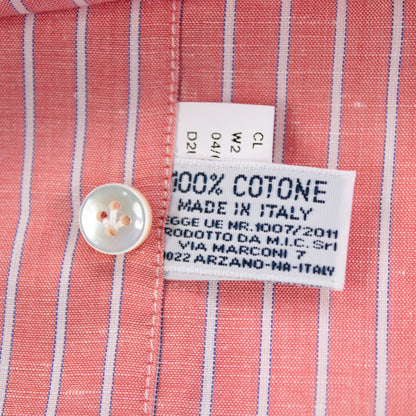 CL
W2
04/
D2
100% COTONE
MADE IN ITALY
EGGE UE NR.1007/2011
RODOTTO DA M.I.C. Srl
VIA MARCONI 7
0022 ARZANO-NA-ITALY